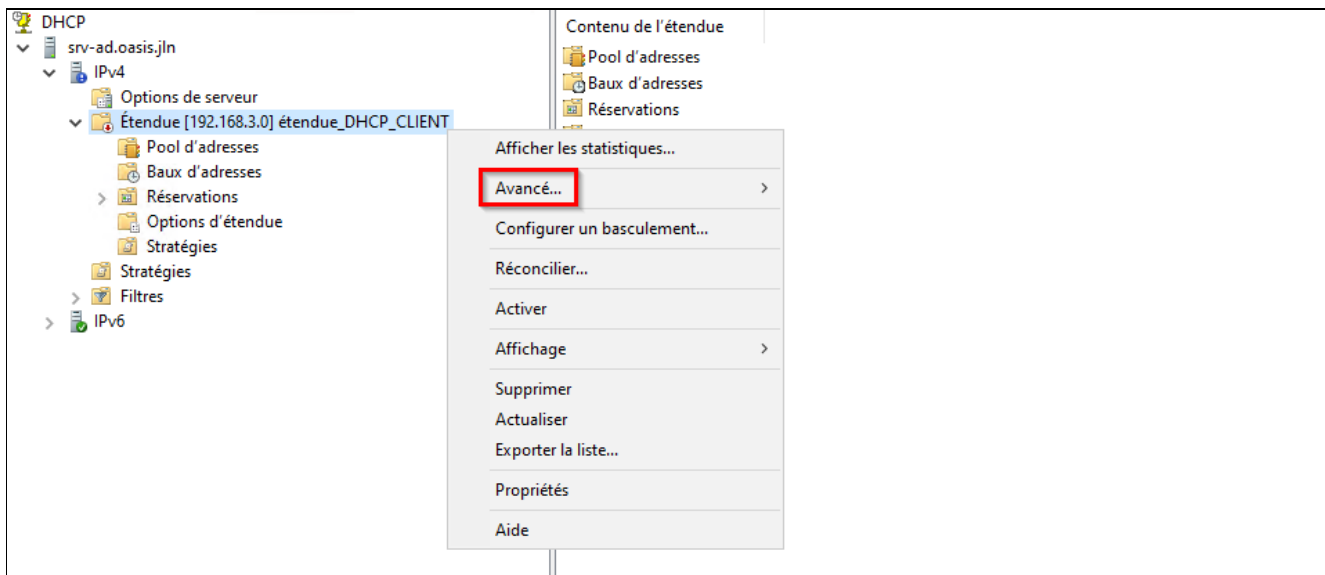 DHCP
srv-ad.oasis.jln
IPv4
Options de serveur
Étendue [192.168.3.0] étendue_DHCP_CLIENT
Pool d'adresses
Baux d'adresses
Réservations
Options d'étendue
Stratégies
Stratégies
Filtres
IPv6
Contenu de l'étendue
Pool d'adresses
Baux d'adresses
Réservations
Afficher les statistiques...
Avancé...
Configurer un basculement...
Réconcilier...
Activer
Affichage
Supprimer
Actualiser
Exporter la liste...
Propriétés
Aide